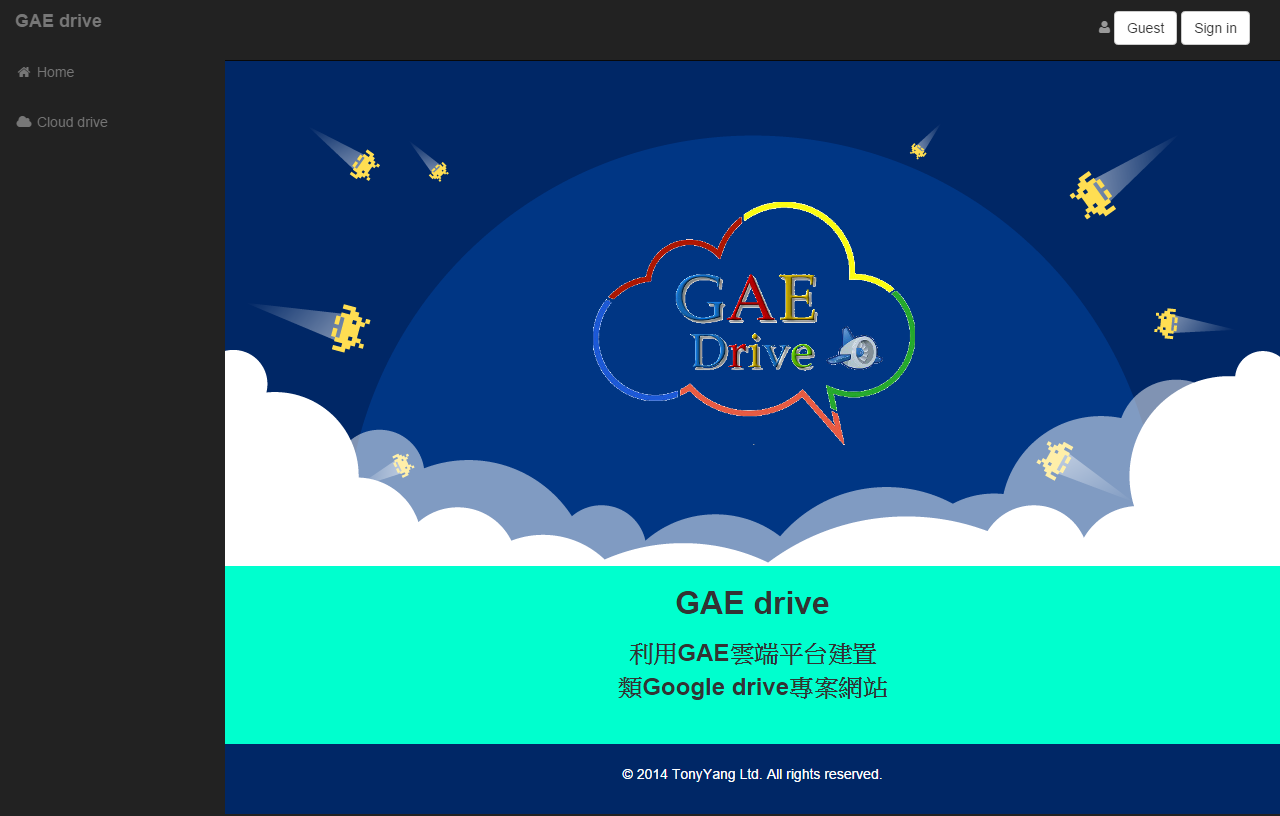 GAE drive
Guest
Sign in
Home
Cloud drive
GAE
Drive
GAE drive
利用GAE雲端平台建置
類Google drive專案網站
© 2014 TonyYang Ltd. All rights reserved.